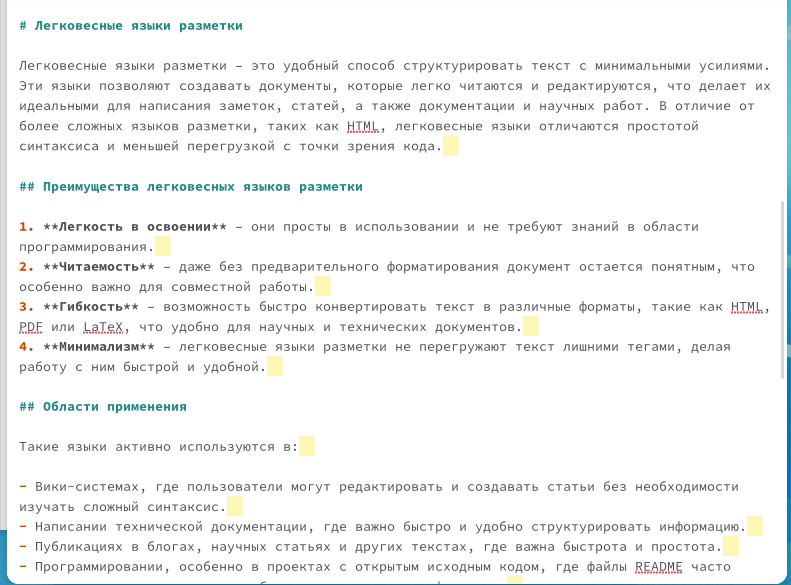 # Легковесные языки разметки
Легковесные языки разметки – это удобный способ структурировать текст с минимальными усилиями.
Эти языки позволяют создавать документы, которые легко читаются и редактируются, что делает их
идеальными для написания заметок, статей, а также документации и научных работ. В отличие от
более сложных языков разметки, таких как HTML, легковесные языки отличаются простотой
синтаксиса и меньшей перегрузкой с точки зрения кода.
## Преимущества легковесных языков разметки
1. **Легкость в освоении** – они просты в использовании и не требуют знаний в области
программирования.
2. **Читаемость** – даже без предварительного форматирования документ остается понятным, что
особенно важно для совместной работы.
3. **Гибкость** – возможность быстро конвертировать текст в различные форматы, такие как HTML,
PDF или LaTeX, что удобно для научных и технических документов.
4. **Минимализм** – легковесные языки разметки не перегружают текст лишними тегами, делая
работу с ним быстрой и удобной.
## Области применения
Такие языки активно используются в:
- Вики-системах, где пользователи могут редактировать и создавать статьи без необходимости
изучать сложный синтаксис.
- Написании технической документации, где важно быстро и удобно структурировать информацию.
- Публикациях в блогах, научных статьях и других текстах, где важна быстрота и простота.
- Программировании, особенно в проектах с открытым исходным кодом, где файлы README часто